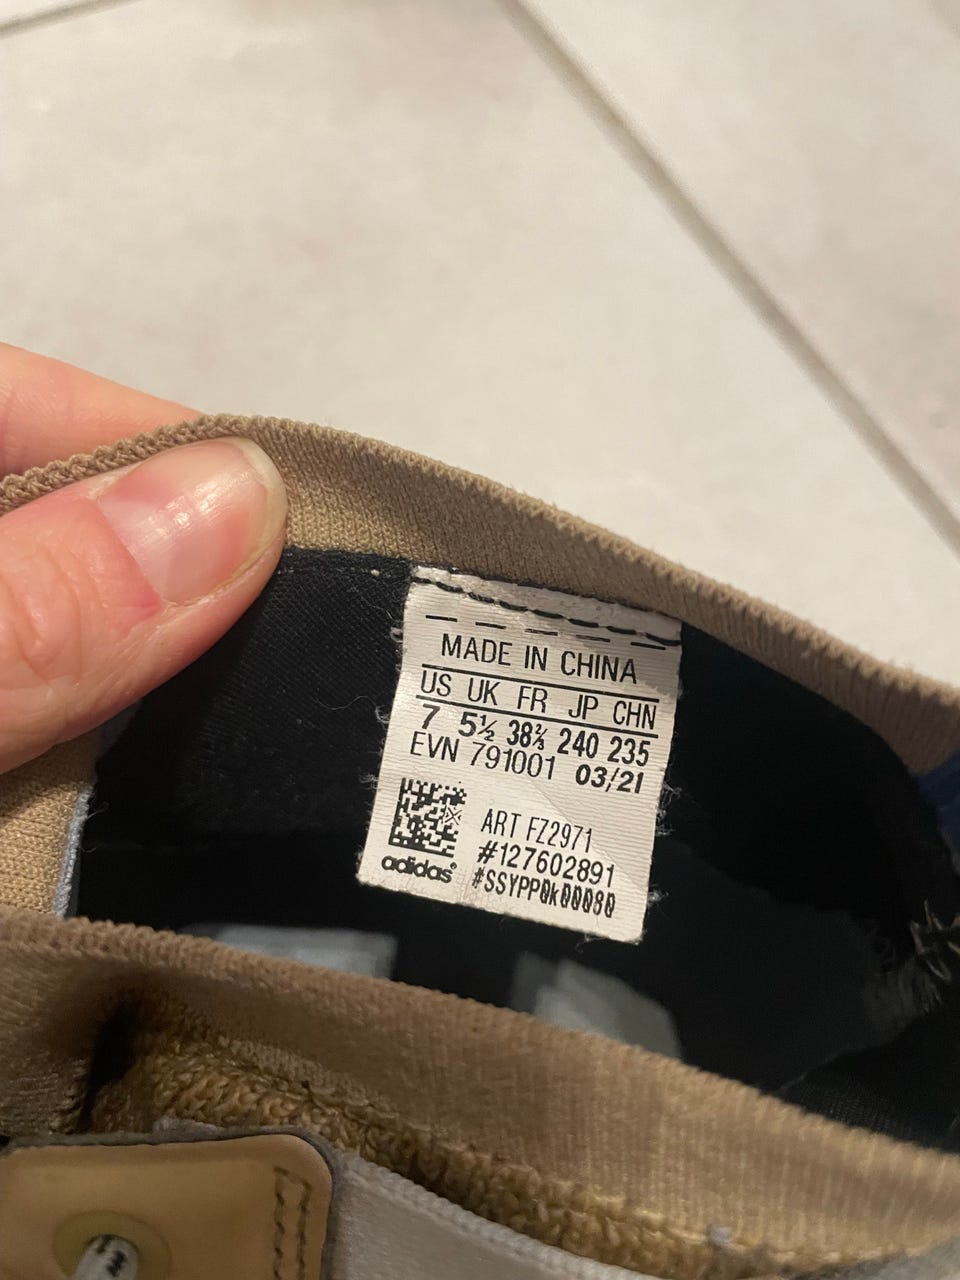 MADE IN CHINA
US UK FR JP CHN
7 5½ 38⅔ 240 235
EVN 791001 03/21
ART FZ2971
#127602891
adidas
#SSYPP0k00080